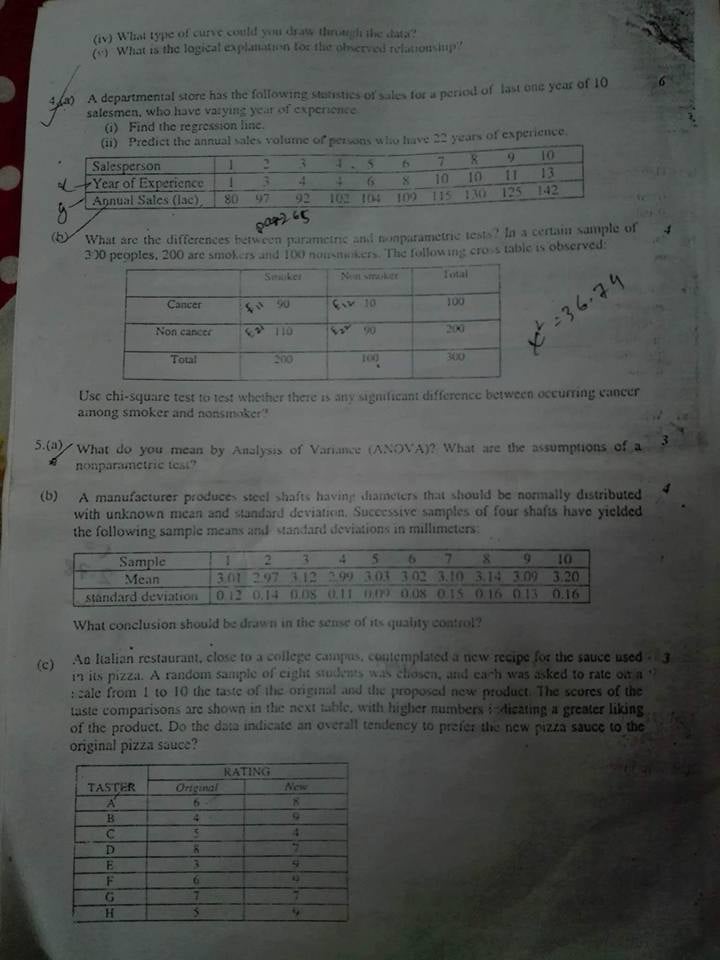 (iv) What type of curve could you draw through the data?
(v) What is the logical explanation for the observed relationship?
4.(a) A departmental store has the following statistics of sales for a period of last one year of 10 6
salesmen, who have varying year of experience
(i) Find the regression line.
(ii) Predict the annual sales volume of persons who have 22 years of experience.
Salesperson 1 2 3 4 5 6 7 8 9 10
x Year of Experience 1 3 4 4 6 8 10 10 11 13
y Annual Sales (lac) 80 97 92 102 104 109 115 130 125 142
265
(b) What are the differences between parametric and nonparametric tests? In a certain sample of 4
300 peoples, 200 are smokers and 100 nonsmokers. The following cross table is observed:
Smoker Non smoker Total
Cancer 90 10 100
Non cancer 110 90 200
Total 200 100 300
= 36.74
Use chi-square test to test whether there is any significant difference between occurring cancer
among smoker and nonsmoker?
5.(a) What do you mean by Analysis of Variance (ANOVA)? What are the assumptions of a 3
nonparametric test?
(b) A manufacturer produces steel shafts having diameters that should be normally distributed 4
with unknown mean and standard deviation. Successive samples of four shafts have yielded
the following sample means and standard deviations in millimeters:
Sample 1 2 3 4 5 6 7 8 9 10
Mean 3.01 2.97 3.12 2.99 3.03 3.02 3.10 3.14 3.09 3.20
standard deviation 0.12 0.14 0.08 0.11 0.09 0.08 0.15 0.16 0.13 0.16
What conclusion should be drawn in the sense of its quality control?
(c) An Italian restaurant, close to a college campus, contemplated a new recipe for the sauce used 3
in its pizza. A random sample of eight students was chosen, and each was asked to rate on a
scale from 1 to 10 the taste of the original and the proposed new product. The scores of the
taste comparisons are shown in the next table, with higher numbers indicating a greater liking
of the product. Do the data indicate an overall tendency to prefer the new pizza sauce to the
original pizza sauce?
RATING
TASTER Original New
A 6 8
B 4 9
C 5 4
D 8 7
E 3 9
F 6 9
G 7 7
H 5 9